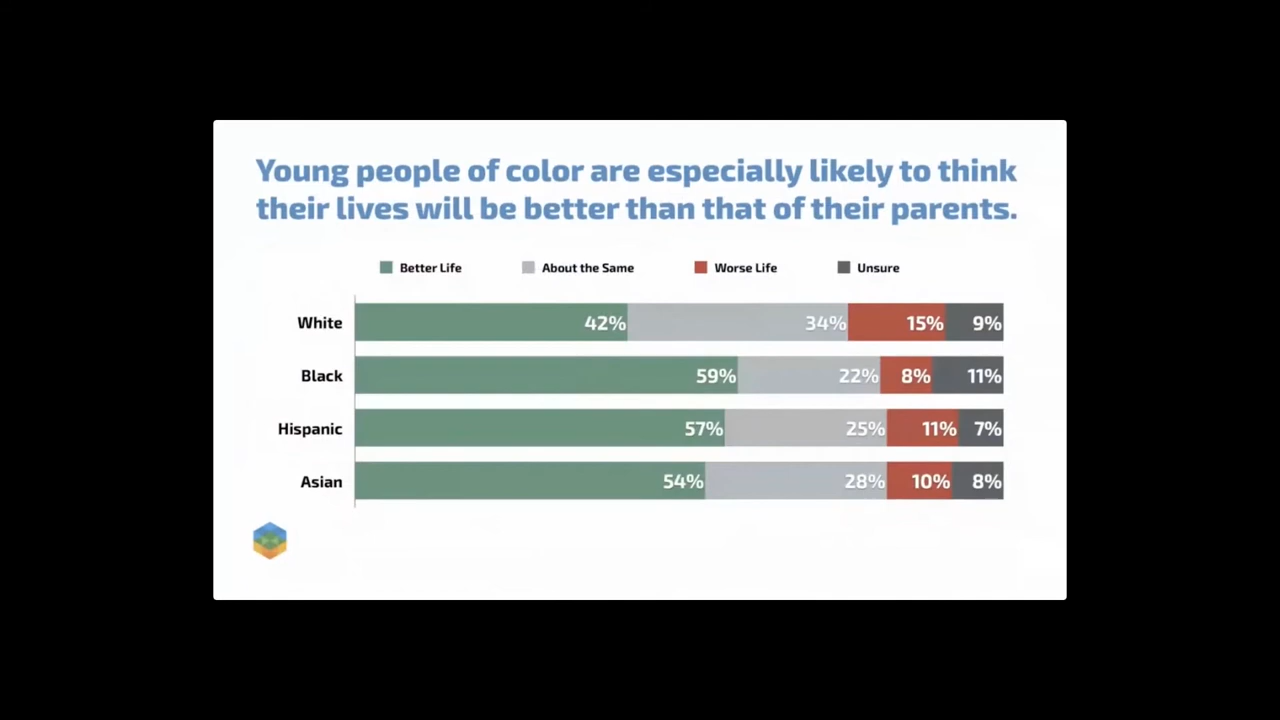 Young people of color are especially likely to think
their lives will be better than that of their parents.
Better Life About the Same Worse Life Unsure
White 42% 34% 15% 9%
Black 59% 22% 8% 11%
Hispanic 57% 25% 11% 7%
Asian 54% 28% 10% 8%